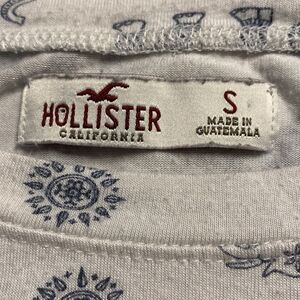 HOLLISTER
CALIFORNIA
S
MADE IN
GUATEMALA